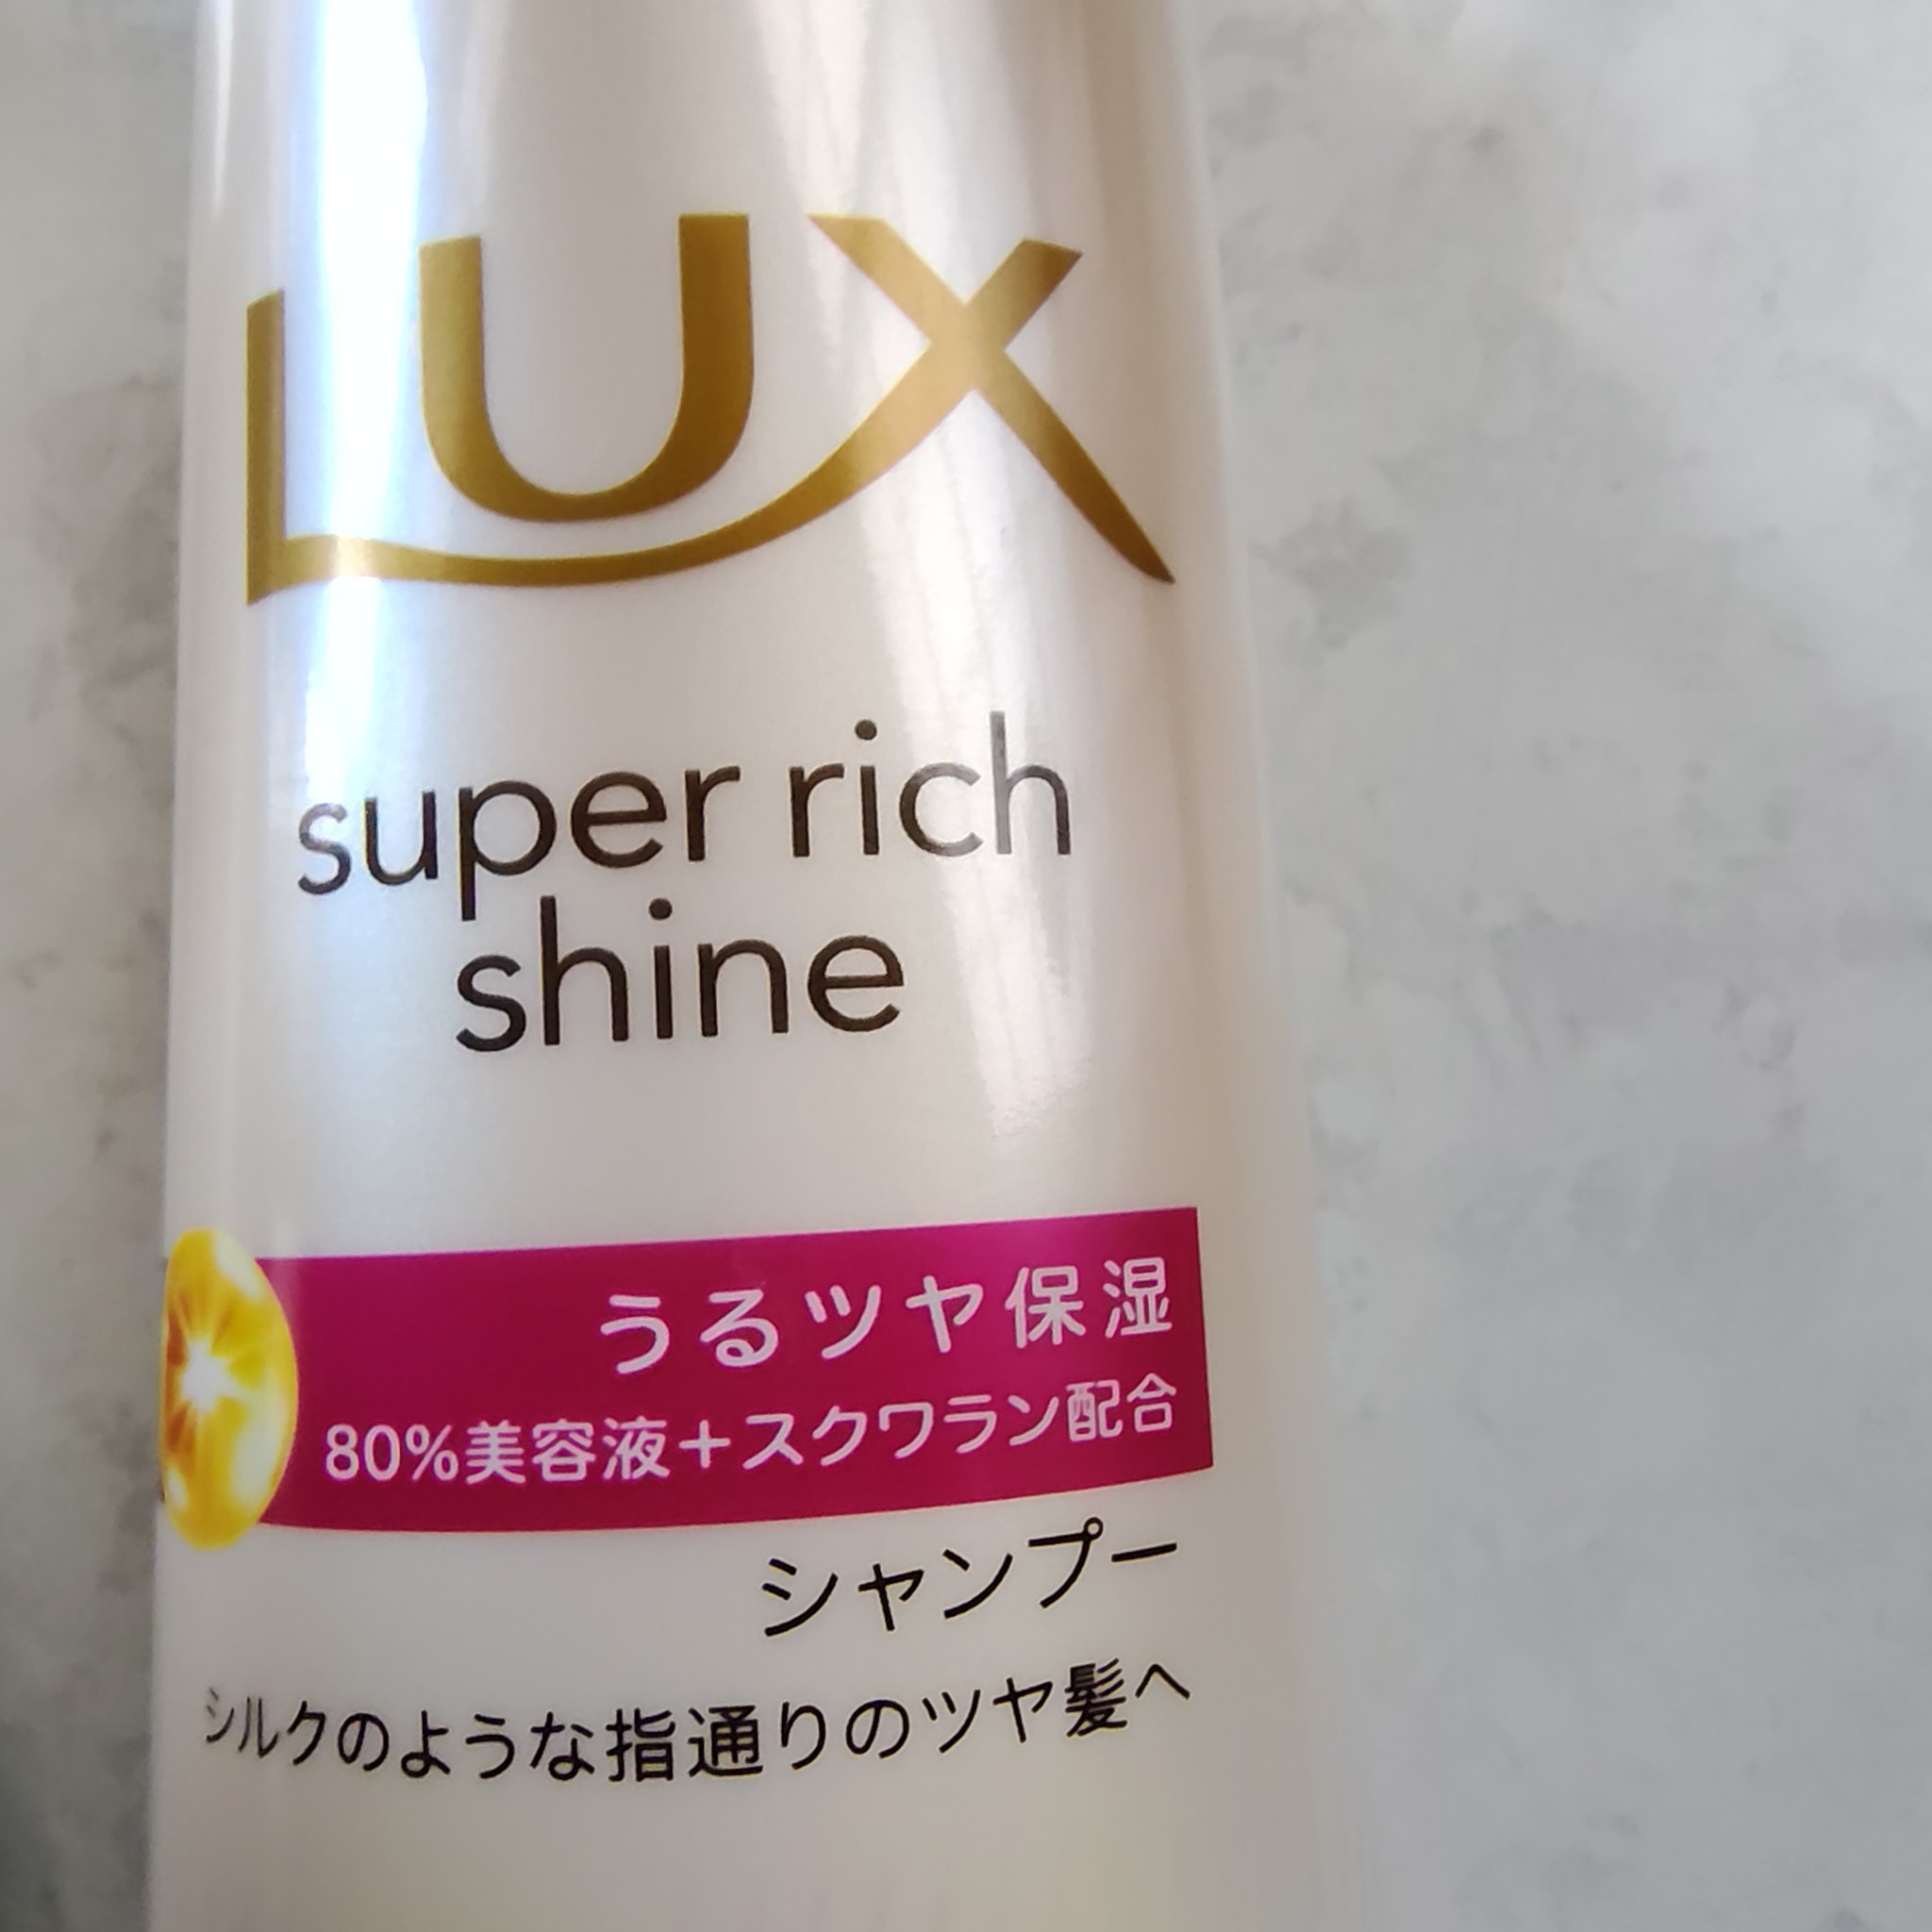 LUX
super rich
shine
うるツヤ保湿
80%美容液+スクワラン配合
シャンプー
シルクのような指通りのツヤ髪へ